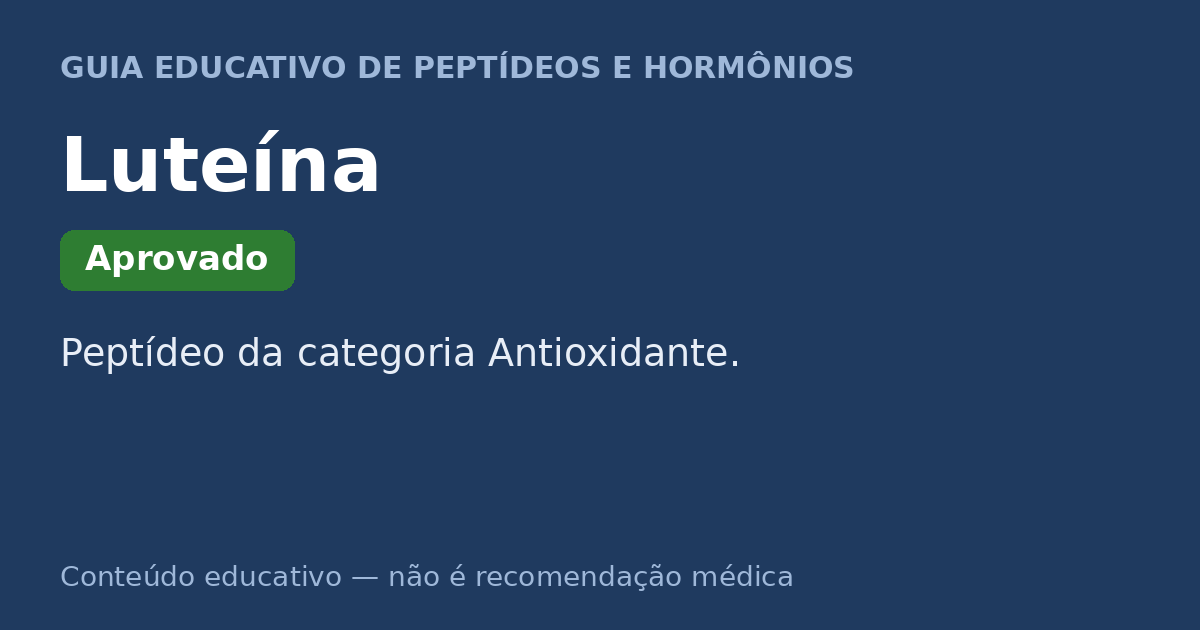 GUIA EDUCATIVO DE PEPTÍDEOS E HORMÔNIOS
Luteína
Aprovado
Peptídeo da categoria Antioxidante.
Conteúdo educativo — não é recomendação médica